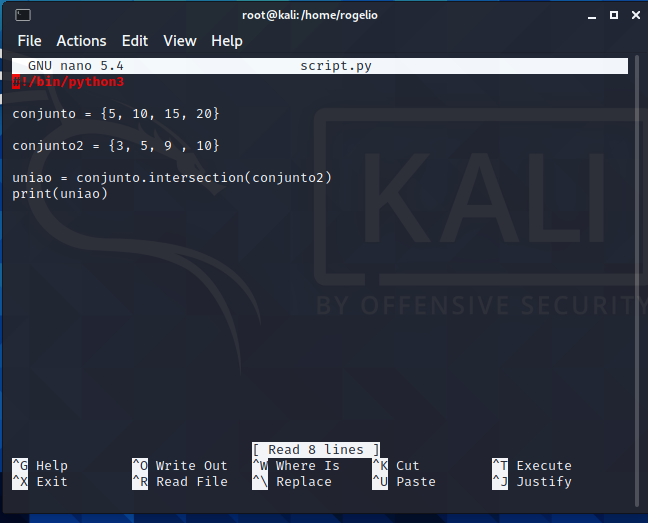 root@kali: /home/rogelio
File Actions Edit View Help
GNU nano 5.4 script.py
#!/bin/python3
conjunto = {5, 10, 15, 20}
conjunto2 = {3, 5, 9 , 10}
uniao = conjunto.intersection(conjunto2)
print(uniao)
KALI
BY OFFENSIVE SECURITY
[ Read 8 lines ]
^G Help ^O Write Out ^W Where Is ^K Cut ^T Execute
^X Exit ^R Read File ^\ Replace ^U Paste ^J Justify